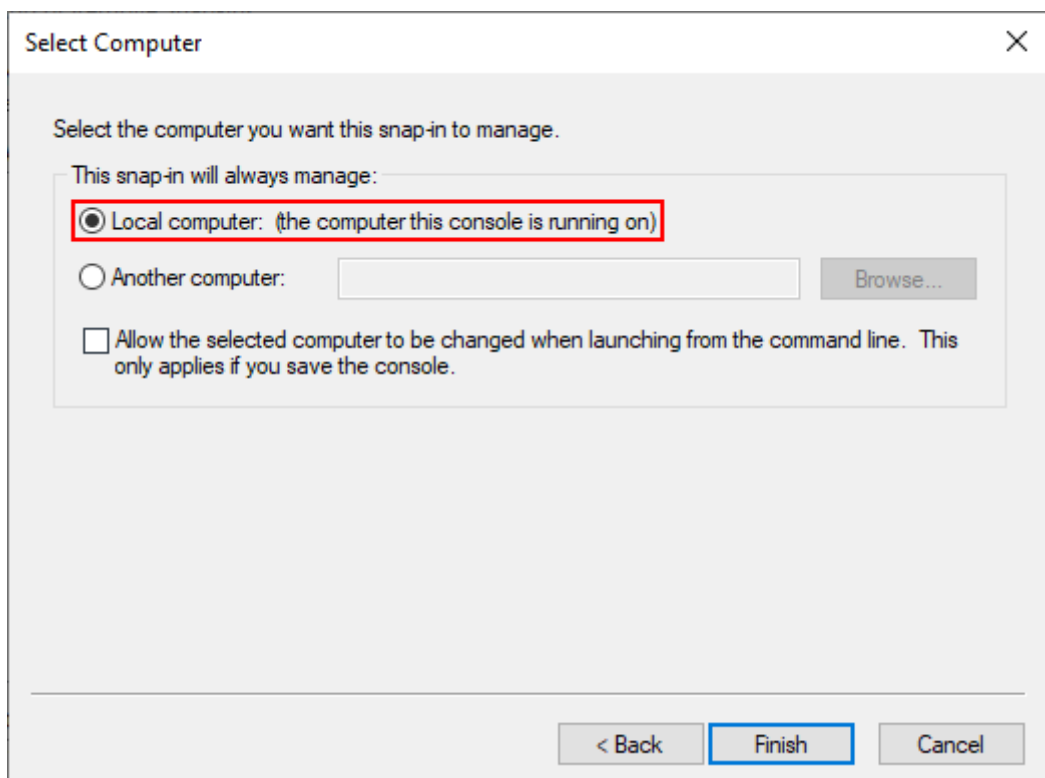 Select Computer
Select the computer you want this snap-in to manage.
This snap-in will always manage:
Local computer:  (the computer this console is running on)
Another computer:
Browse...
Allow the selected computer to be changed when launching from the command line.  This
only applies if you save the console.
< Back
Finish
Cancel